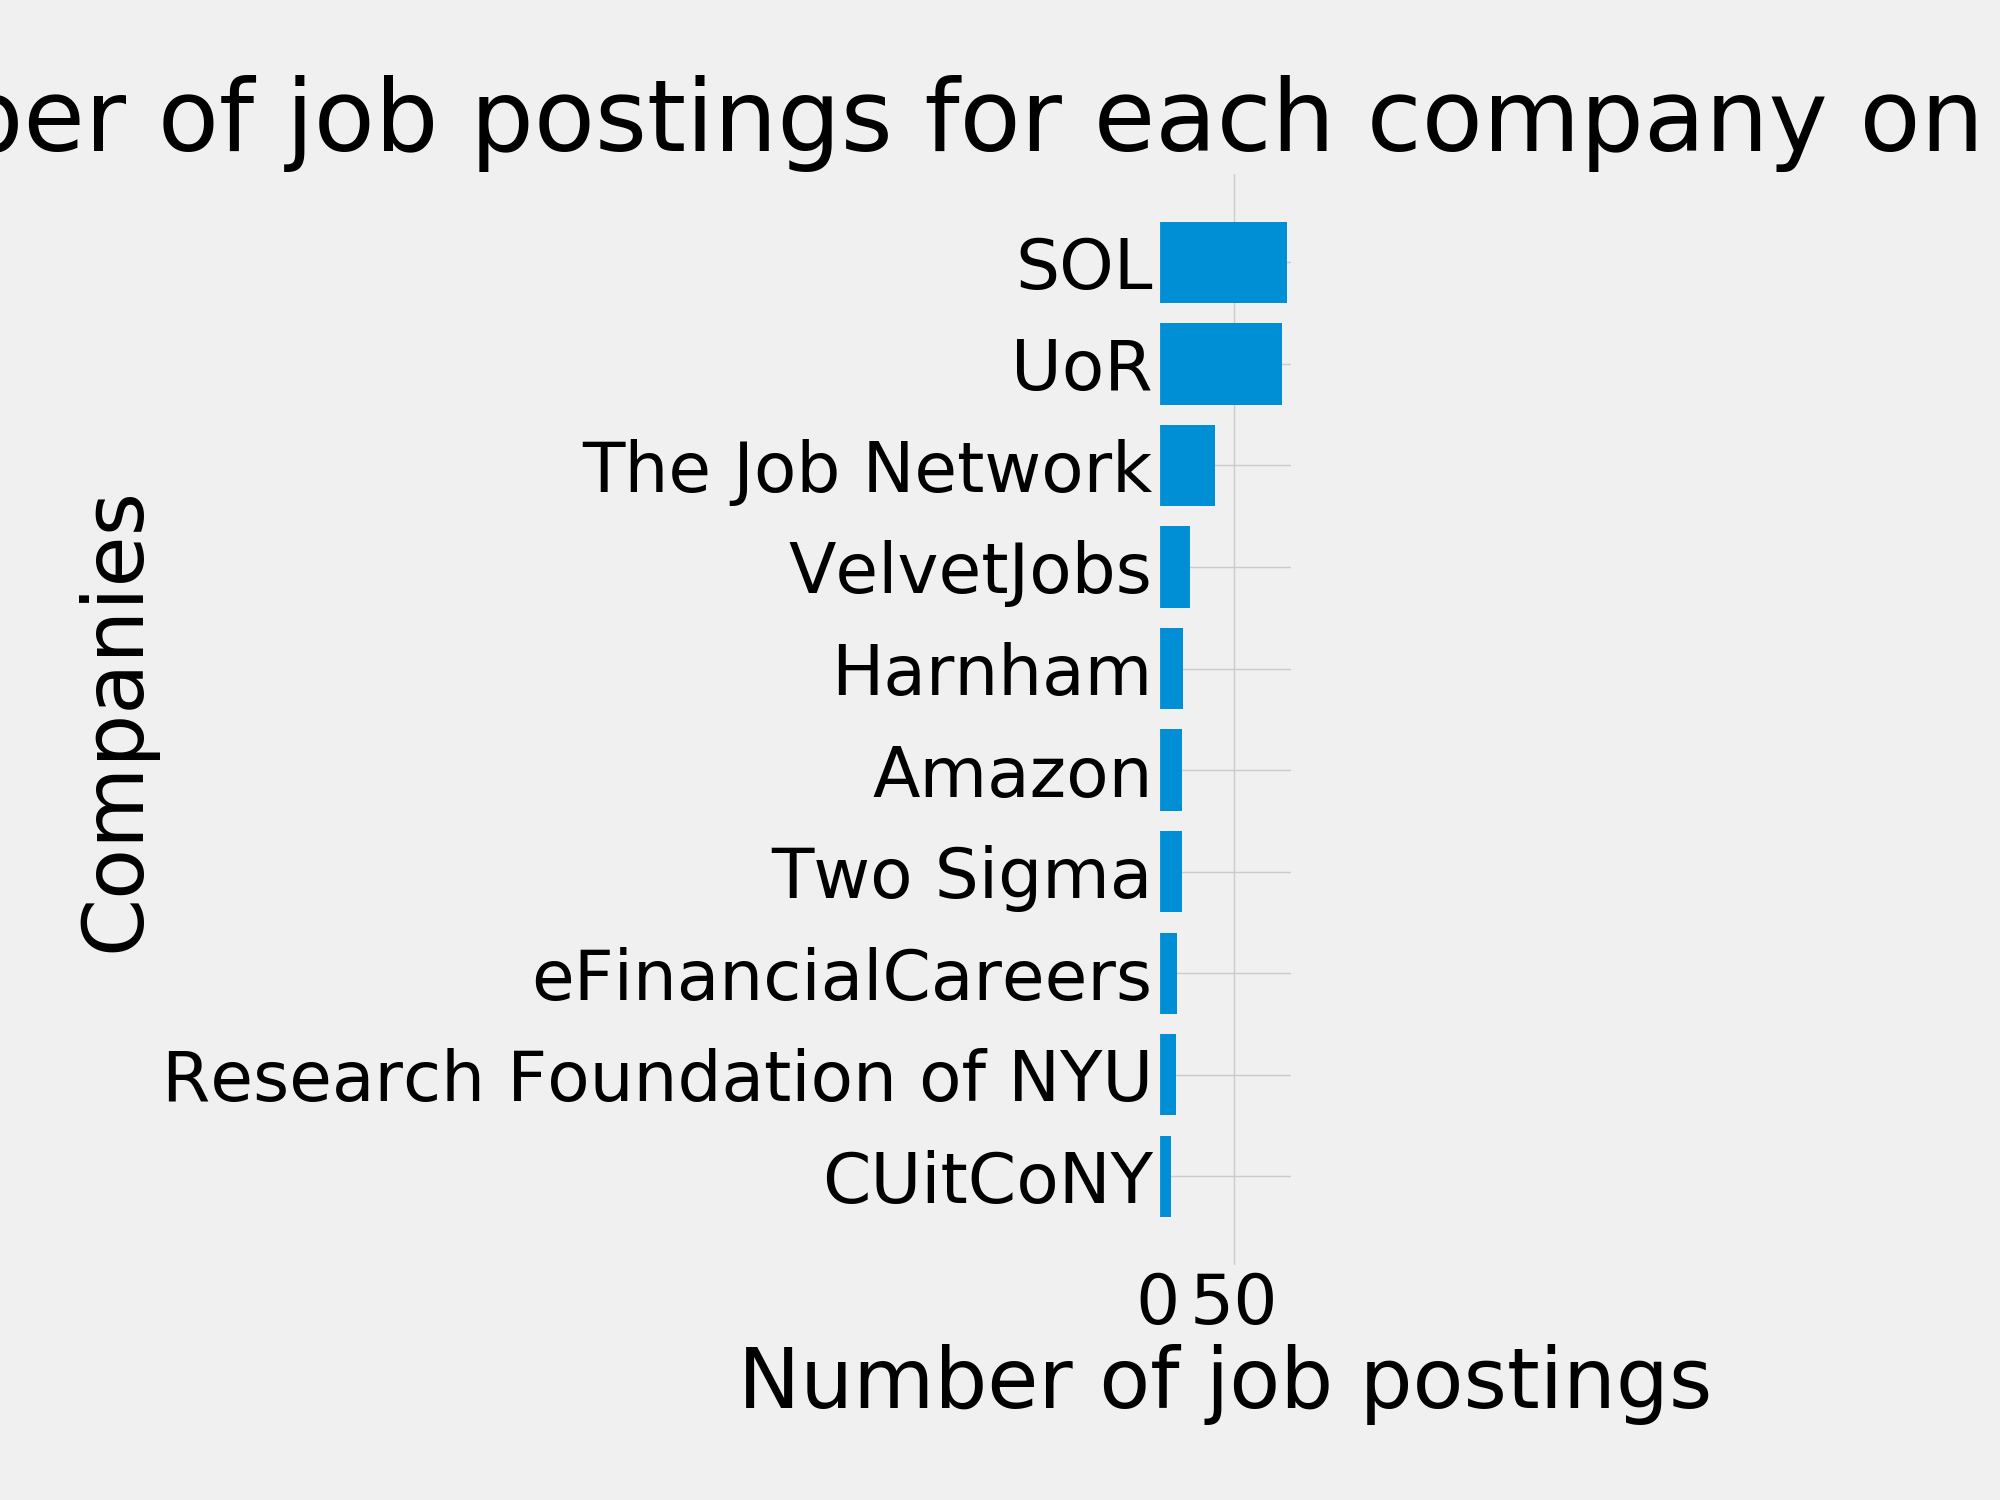 of job postings for each company on
SOL
UoR
The Job Network
VelvetJobs
Harnham
Amazon
Two Sigma
eFinancialCareers
Research Foundation of NYU
CUitCoNY
Companies
0 50
Number of job postings